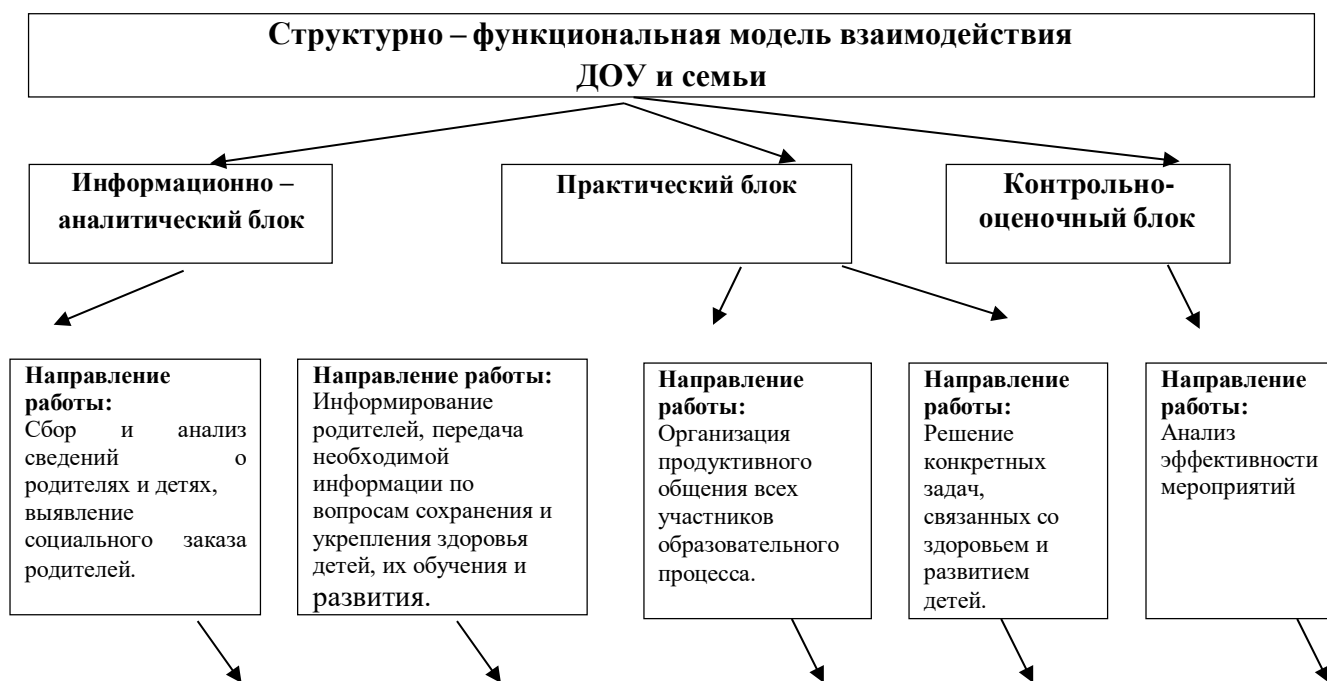 Структурно – функциональная модель взаимодействия
ДОУ и семьи
Информационно –
аналитический блок
Практический блок
Контрольно-
оценочный блок
Направление
работы:
Сбор и анализ
сведений о
родителях и детях,
выявление
социального заказа
родителей.
Направление работы:
Информирование
родителей, передача
необходимой
информации по
вопросам сохранения и
укрепления здоровья
детей, их обучения и
развития.
Направление
работы:
Организация
продуктивного
общения всех
участников
образовательного
процесса.
Направление
работы:
Решение
конкретных
задач,
связанных со
здоровьем и
развитием
детей.
Направление
работы:
Анализ
эффективности
мероприятий